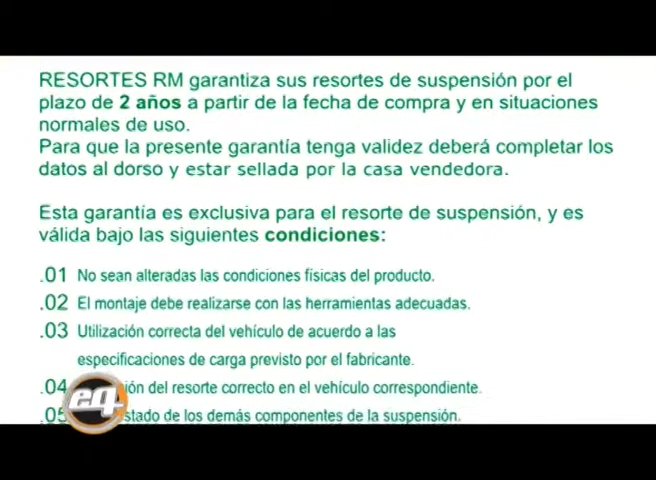 RESORTES RM garantiza sus resortes de suspensión por el
plazo de 2 años a partir de la fecha de compra y en situaciones
normales de uso.
Para que la presente garantía tenga validez deberá completar los
datos al dorso y estar sellada por la casa vendedora.
Esta garantía es exclusiva para el resorte de suspensión, y es
válida bajo las siguientes condiciones:
.01 No sean alteradas las condiciones físicas del producto.
.02 El montaje debe realizarse con las herramientas adecuadas.
.03 Utilización correcta del vehículo de acuerdo a las
especificaciones de carga previsto por el fabricante.
.04 del resorte correcto en el vehículo correspondiente.
.05 de los demás componentes de la suspensión.
eq